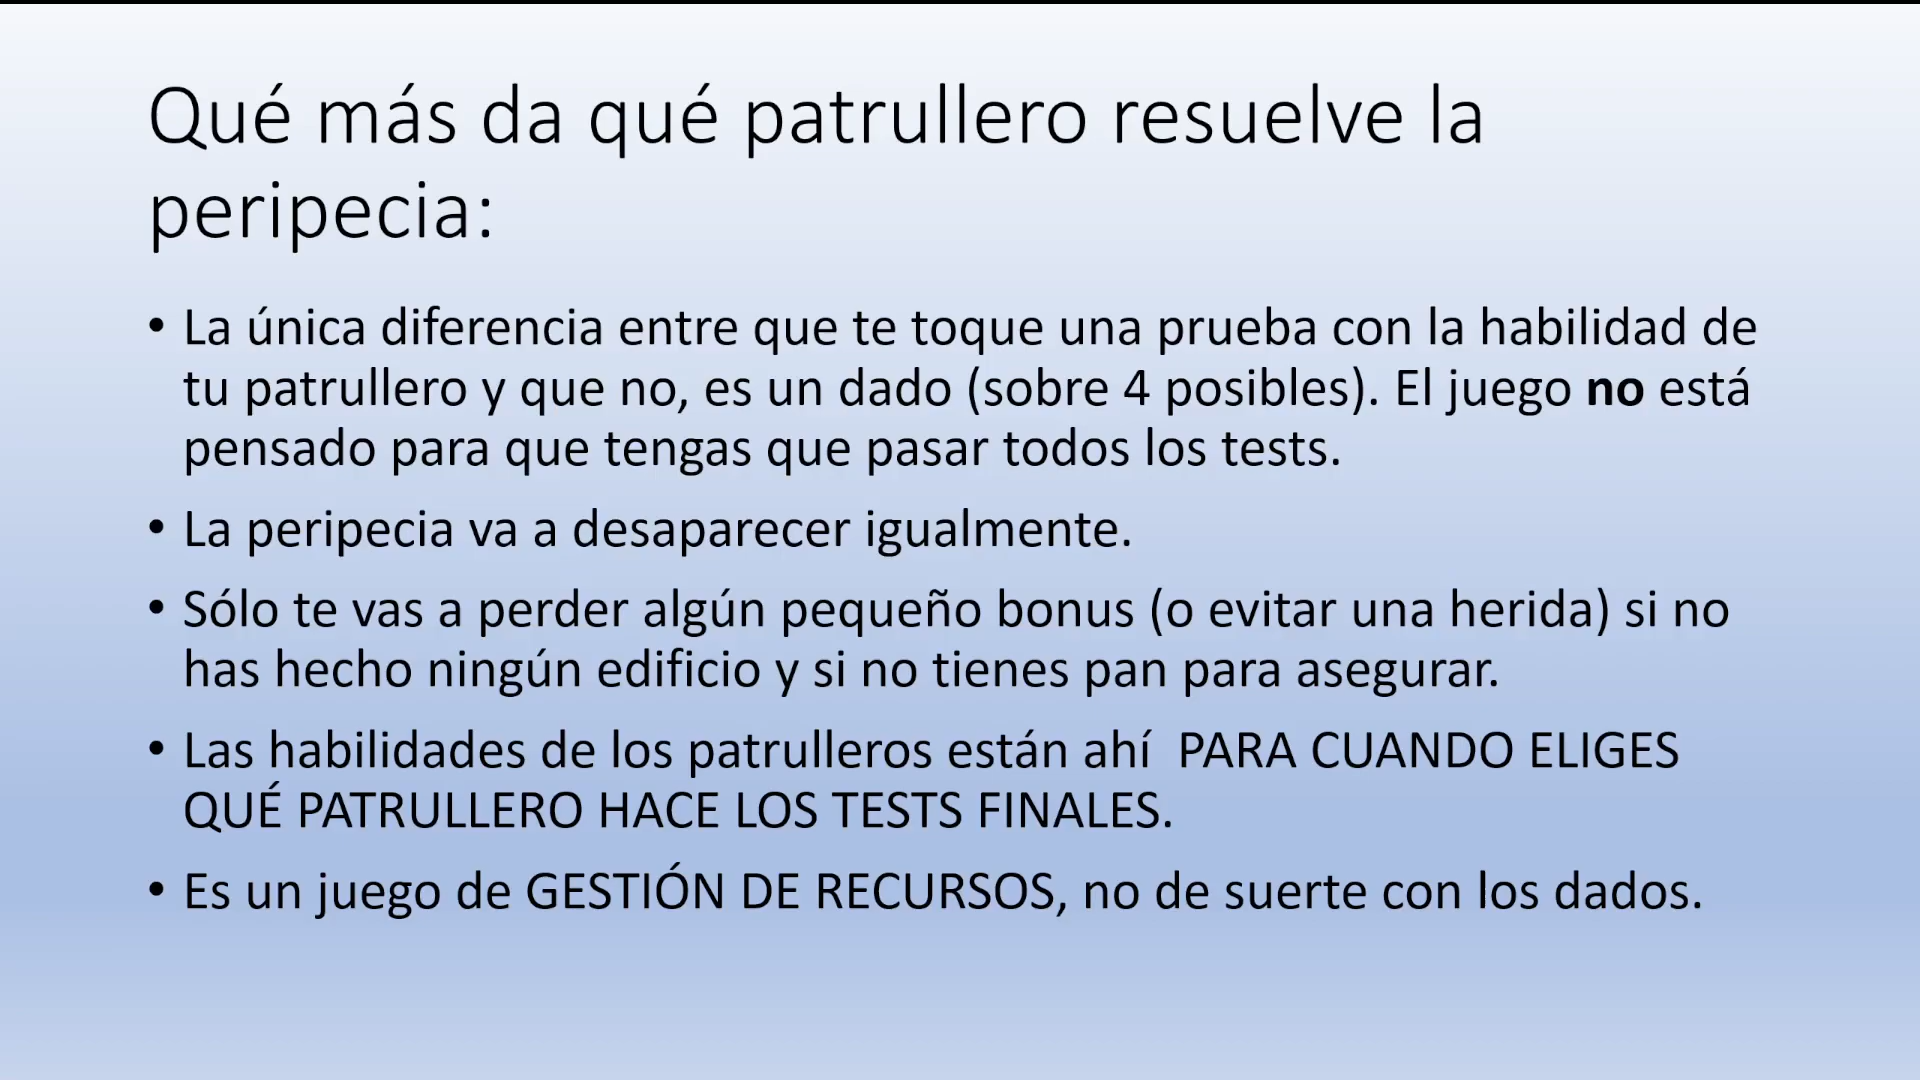 Qué más da qué patrullero resuelve la
peripecia:
• La única diferencia entre que te toque una prueba con la habilidad de
tu patrullero y que no, es un dado (sobre 4 posibles). El juego no está
pensado para que tengas que pasar todos los tests.
• La peripecia va a desaparecer igualmente.
• Sólo te vas a perder algún pequeño bonus (o evitar una herida) si no
has hecho ningún edificio y si no tienes pan para asegurar.
• Las habilidades de los patrulleros están ahí  PARA CUANDO ELIGES
QUÉ PATRULLERO HACE LOS TESTS FINALES.
• Es un juego de GESTIÓN DE RECURSOS, no de suerte con los dados.